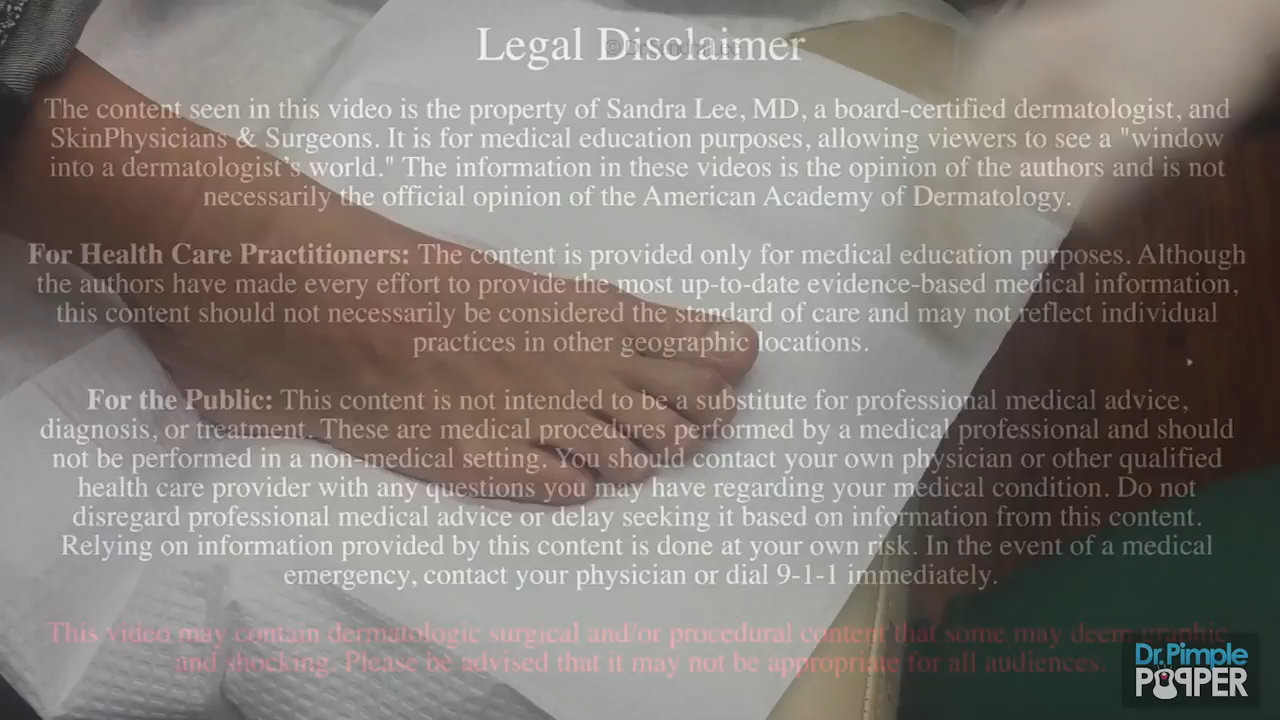 Legal Disclaimer
The content seen in this video is the property of Sandra Lee, MD, a board-certified dermatologist, and
SkinPhysicians & Surgeons. It is for medical education purposes, allowing viewers to see a "window
into a dermatologist's world." The information in these videos is the opinion of the authors and is not
necessarily the official opinion of the American Academy of Dermatology.
For Health Care Practitioners: The content is provided only for medical education purposes. Although
the authors have made every effort to provide the most up-to-date evidence-based medical information,
this content should not necessarily be considered the standard of care and may not reflect individual
practices in other geographic locations.
For the Public: This content is not intended to be a substitute for professional medical advice,
diagnosis, or treatment. These are medical procedures performed by a medical professional and should
not be performed in a non-medical setting. You should contact your own physician or other qualified
health care provider with any questions you may have regarding your medical condition. Do not
disregard professional medical advice or delay seeking it based on information from this content.
Relying on information provided by this content is done at your own risk. In the event of a medical
emergency, contact your physician or dial 9-1-1 immediately.
This video may contain dermatologic surgical and/or procedural content that some may deem graphic
and shocking. Please be advised that it may not be appropriate for all audiences.
Dr. Pimple
POPPER